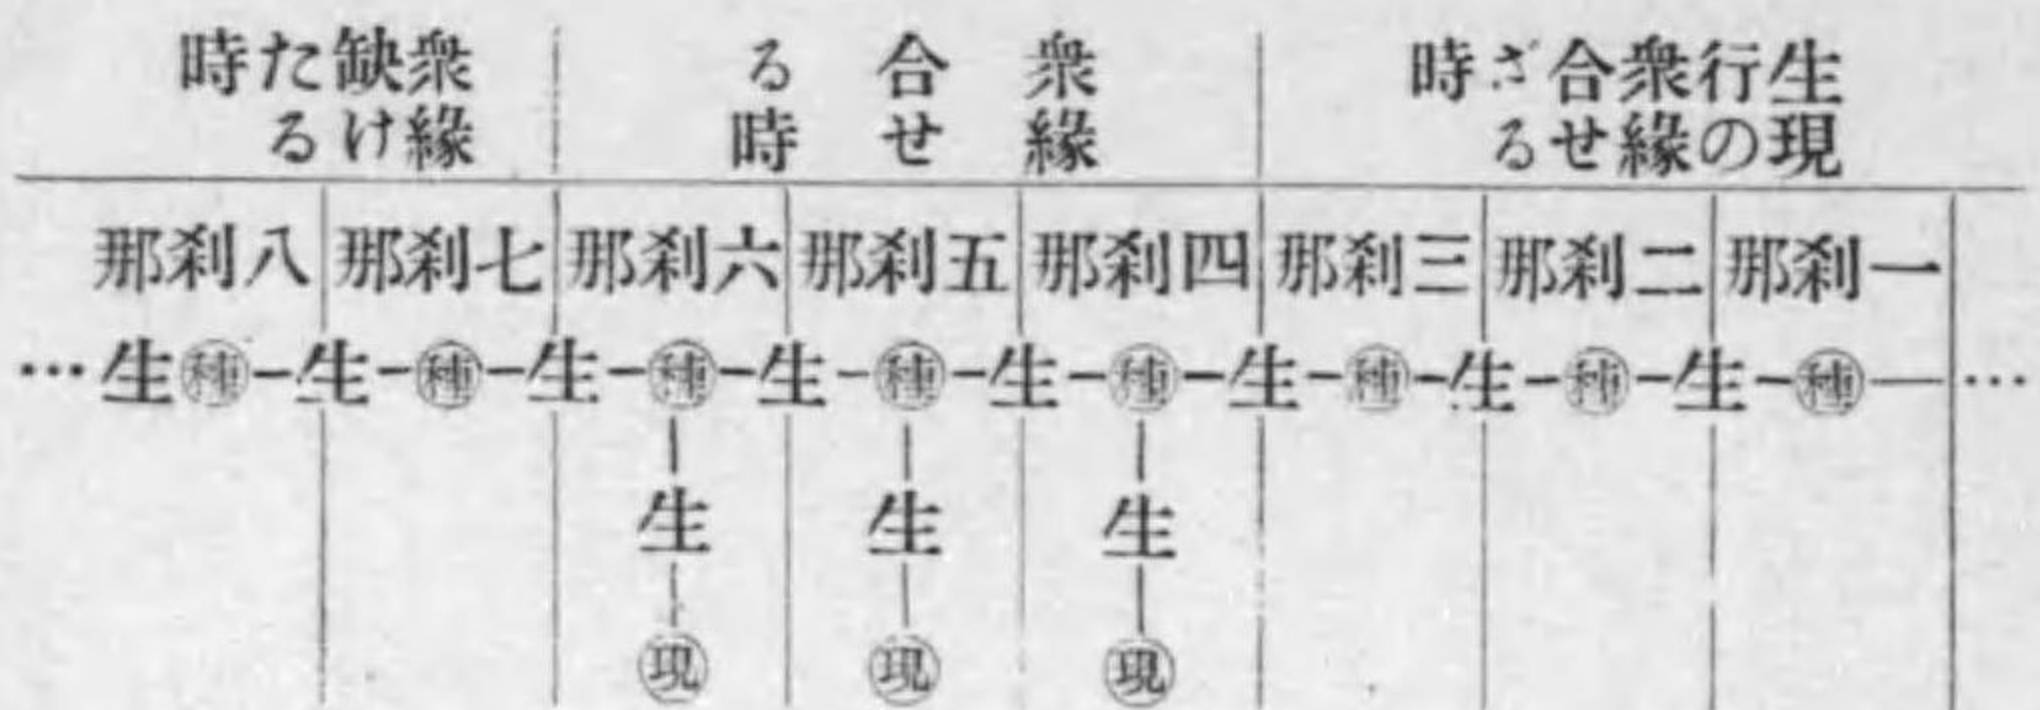 生現行の衆緣合せざる時
衆緣合せる時
衆緣缺けたる時
一刹那
二刹那
三刹那
四刹那
五刹那
六刹那
七刹那
八刹那
…種—生—種—生—種—生—種—生—種—生—種—生—種—生—種生…
生
生
生
現
現
現